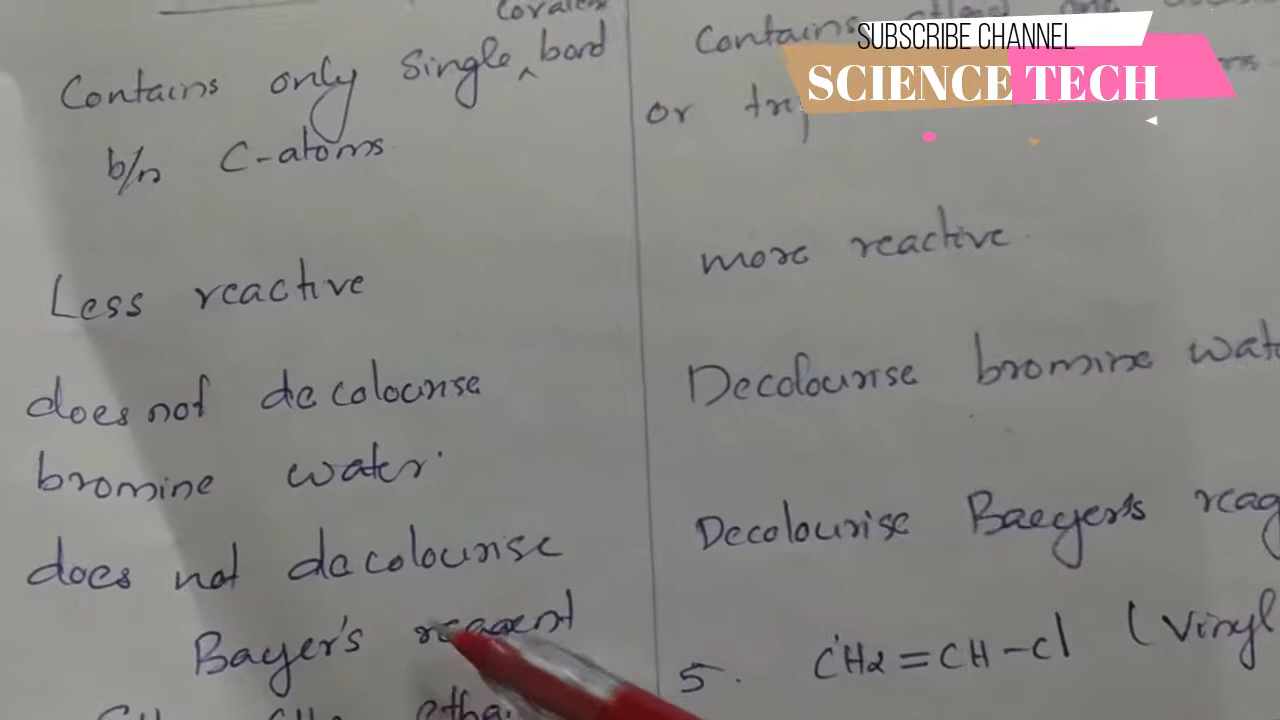 single bond
Contains only
b/n C-atoms
Less reactive
does not decolourise
bromine water.
does not decolourise
Bayer's reagent
Contains
or
more reactive.
Decolourise bromine
Decolourise Baeyer's
5. CH2=CH-Cl (Vinyl
SUBSCRIBE CHANNEL
SCIENCE TECH